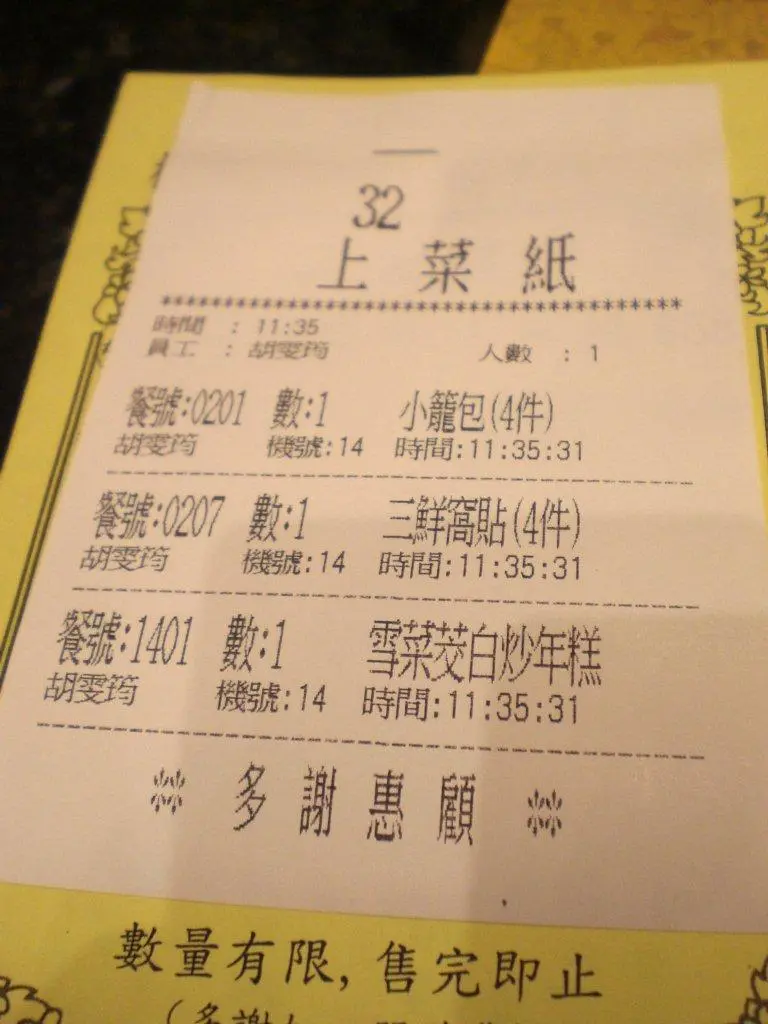 32
上菜紙
****************************************
時間 : 11:35
員工 : 胡雯筠 人數 : 1
餐號:0201 數:1 小籠包(4件)
胡雯筠 機號:14 時間:11:35:31
餐號:0207 數:1 三鮮窩貼(4件)
胡雯筠 機號:14 時間:11:35:31
餐號:1401 數:1 雪菜茭白炒年糕
胡雯筠 機號:14 時間:11:35:31
多謝惠顧
數量有限,售完即止